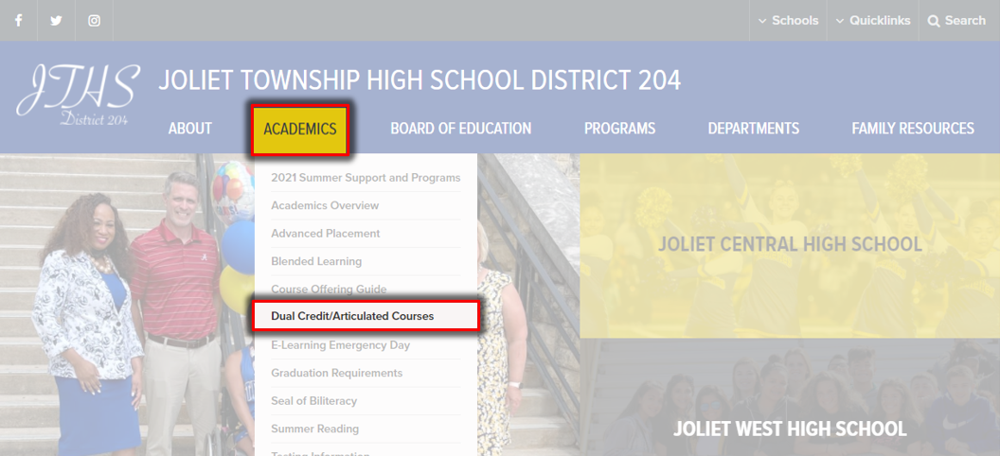 Schools
Quicklinks
Search
JTHS
District 204
JOLIET TOWNSHIP HIGH SCHOOL DISTRICT 204
ABOUT
ACADEMICS
BOARD OF EDUCATION
PROGRAMS
DEPARTMENTS
FAMILY RESOURCES
2021 Summer Support and Programs
Academics Overview
Advanced Placement
Blended Learning
Course Offering Guide
Dual Credit/Articulated Courses
E-Learning Emergency Day
Graduation Requirements
Seal of Biliteracy
Summer Reading
Testing Information
JOLIET CENTRAL HIGH SCHOOL
JOLIET WEST HIGH SCHOOL